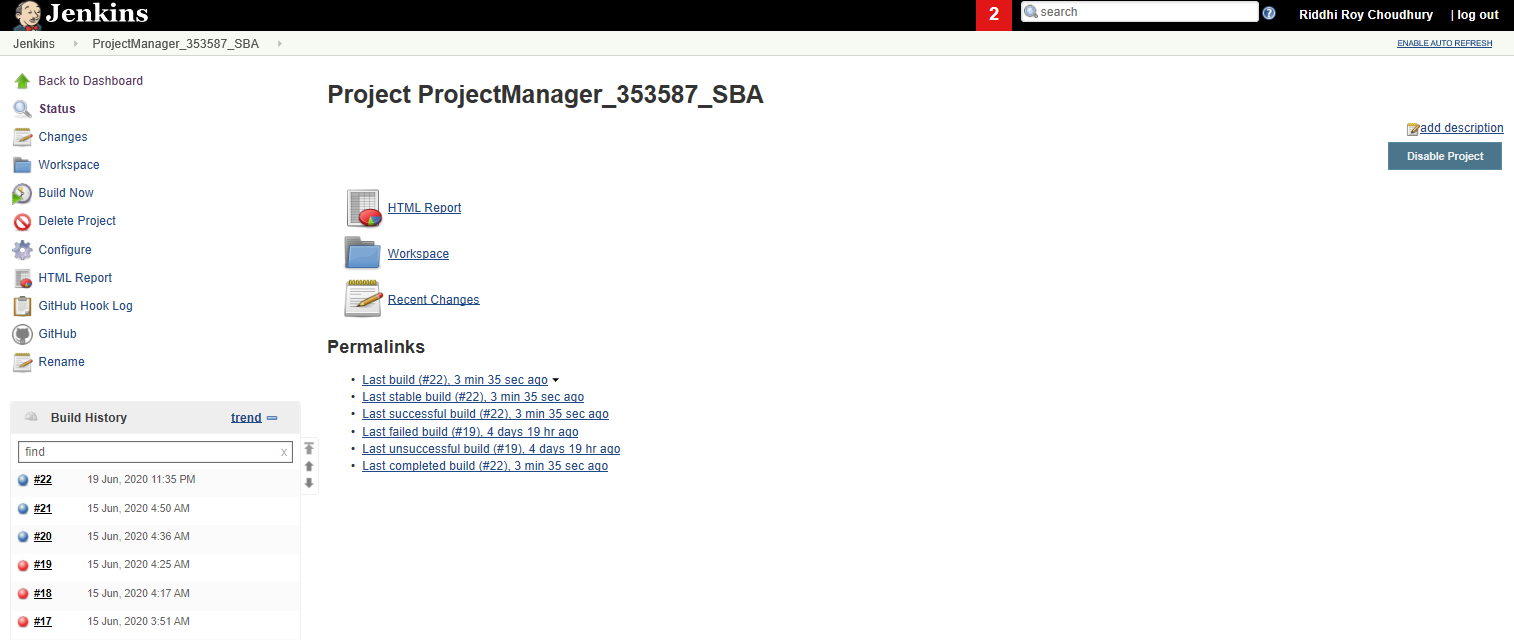 Jenkins
2
search
Riddhi Roy Choudhury | log out
Jenkins ProjectManager_353587_SBA
ENABLE AUTO REFRESH
Back to Dashboard
Status
Changes
Workspace
Build Now
Delete Project
Configure
HTML Report
GitHub Hook Log
GitHub
Rename
Project ProjectManager_353587_SBA
add description
Disable Project
HTML Report
Workspace
Recent Changes
Permalinks
• Last build (#22), 3 min 35 sec ago
• Last stable build (#22), 3 min 35 sec ago
• Last successful build (#22), 3 min 35 sec ago
• Last failed build (#19), 4 days 19 hr ago
• Last unsuccessful build (#19), 4 days 19 hr ago
• Last completed build (#22), 3 min 35 sec ago
Build History trend
find x
#22 19 Jun, 2020 11:35 PM
#21 15 Jun, 2020 4:50 AM
#20 15 Jun, 2020 4:36 AM
#19 15 Jun, 2020 4:25 AM
#18 15 Jun, 2020 4:17 AM
#17 15 Jun, 2020 3:51 AM